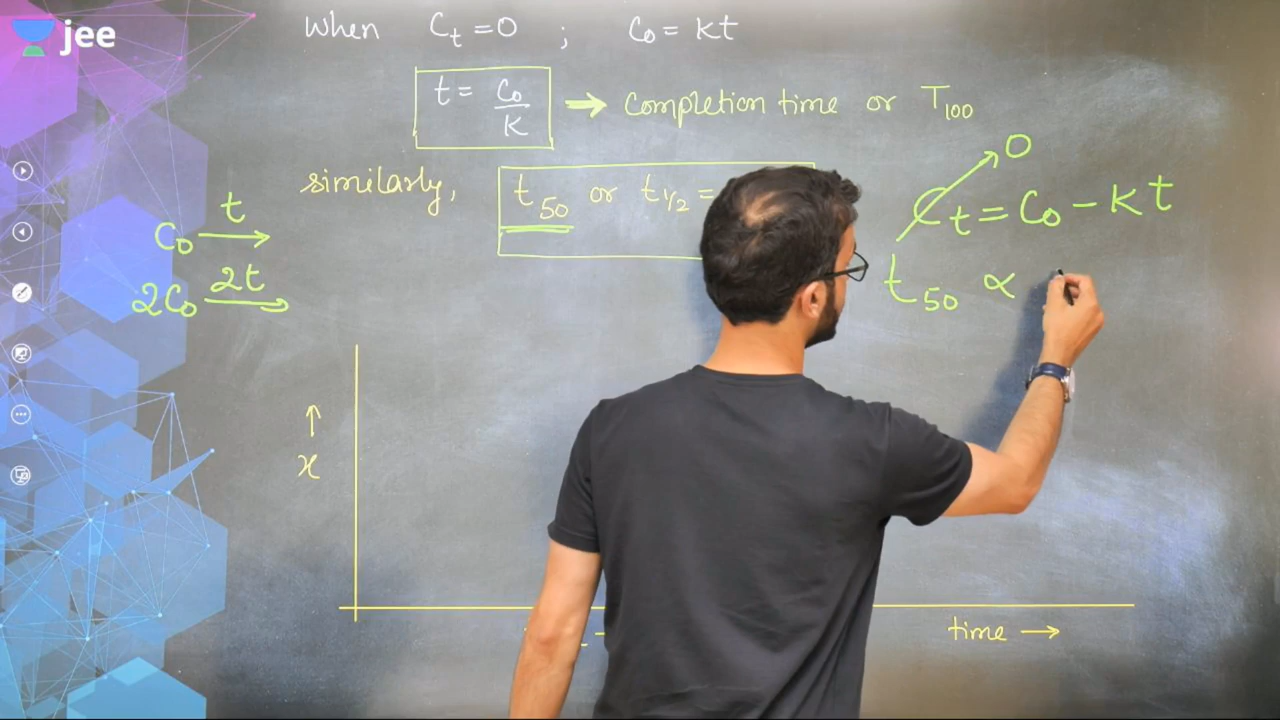 jee
When Cₜ = 0 ; C₀ = Kt
t = C₀/K → Completion time or T₁₀₀
similarly, t₅₀ or t₁/₂ =
Cₜ = C₀ - Kt
0
t₅₀ ∝
C₀ t →
2C₀ 2t →
↑
x
time →